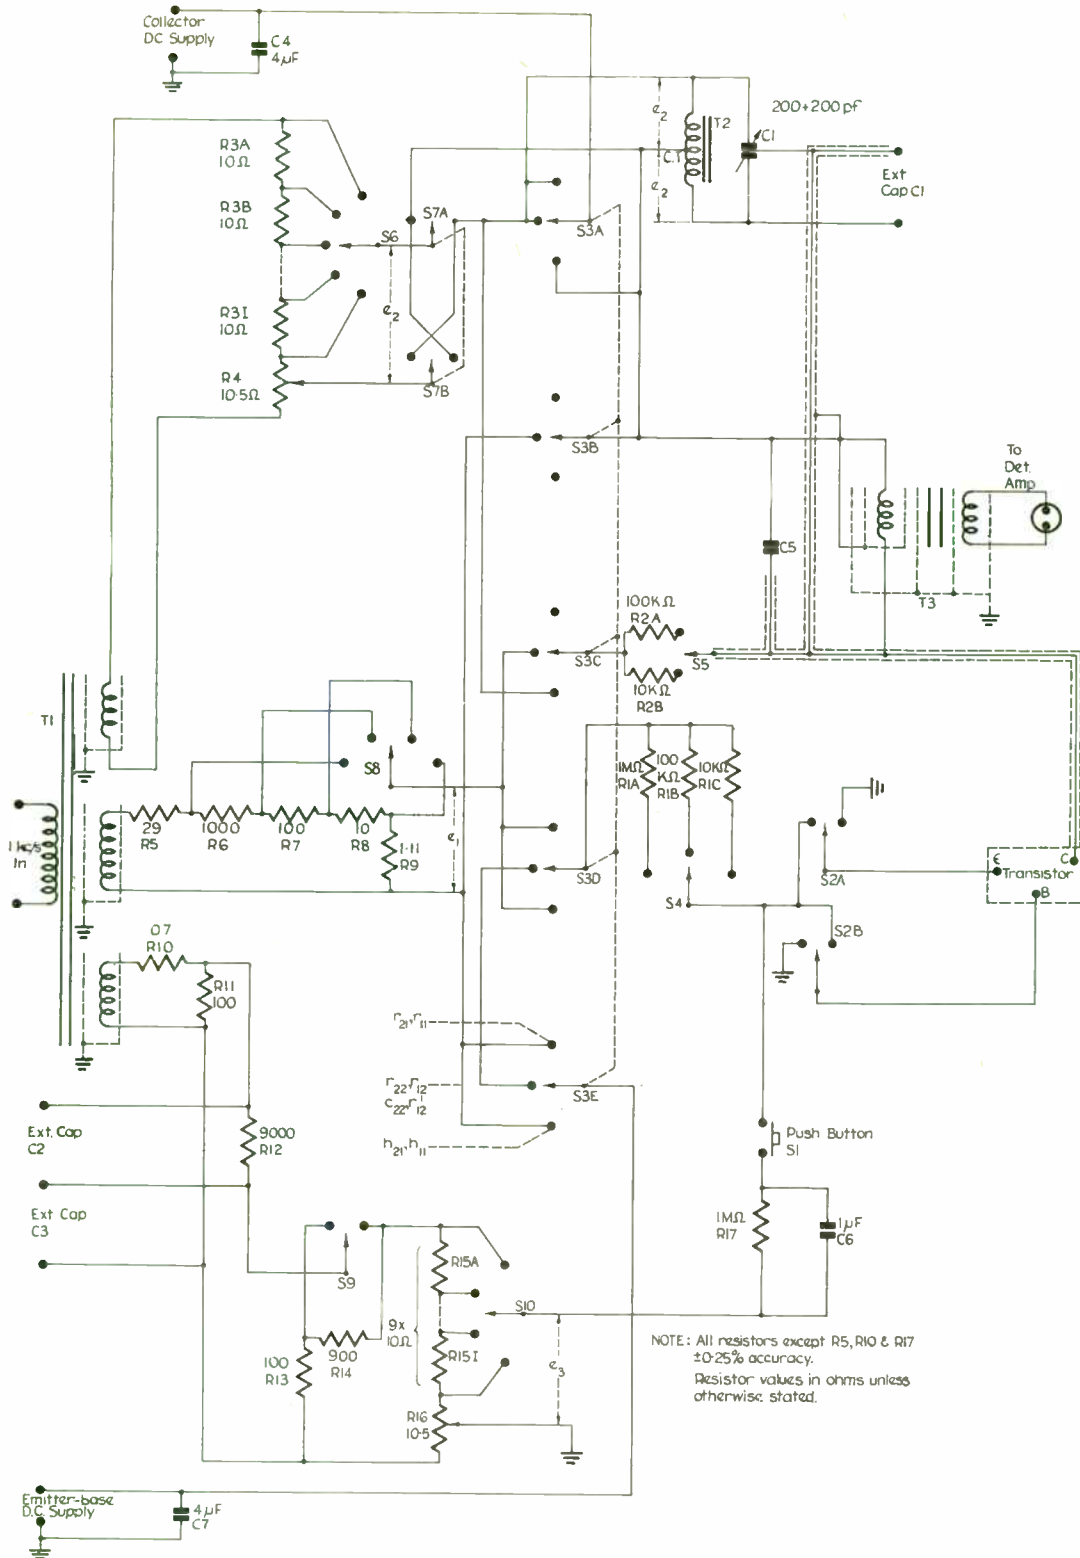 Collector
DC Supply
C4
4µF
R3A
10Ω
R3B
10Ω
R3I
10Ω
R4
10·5Ω
S6
S7A
e2
S7B
e2
e2
C.T
T2
200+200pf
C1
Ext
Cap C1
S3A
S3B
C5
To
Det.
Amp
T3
100KΩ
R2A
S3C
S5
10KΩ
R2B
T1
S8
29
R5
1000
R6
100
R7
10
R8
1·11
R9
e1
1kc/s
In
1MΩ
R1A
100
KΩ
R1B
10KΩ
R1C
S3D
S4
S2A
S2B
E
C
Transistor
B
07
R10
R11
100
r21,r11
r22,r12
c22,r12
S3E
h21,h11
Ext. Cap
C2
9000
R12
Ext Cap
C3
Push Button
S1
1MΩ
R17
1µF
C6
S9
R15A
9x
10Ω
R15I
S10
e3
100
R13
900
R14
R16
10·5
NOTE: All resistors except R5, R10 & R17
±0·25% accuracy.
Resistor values in ohms unless
otherwise stated.
Emitter-base
D.C. Supply
4µF
C7